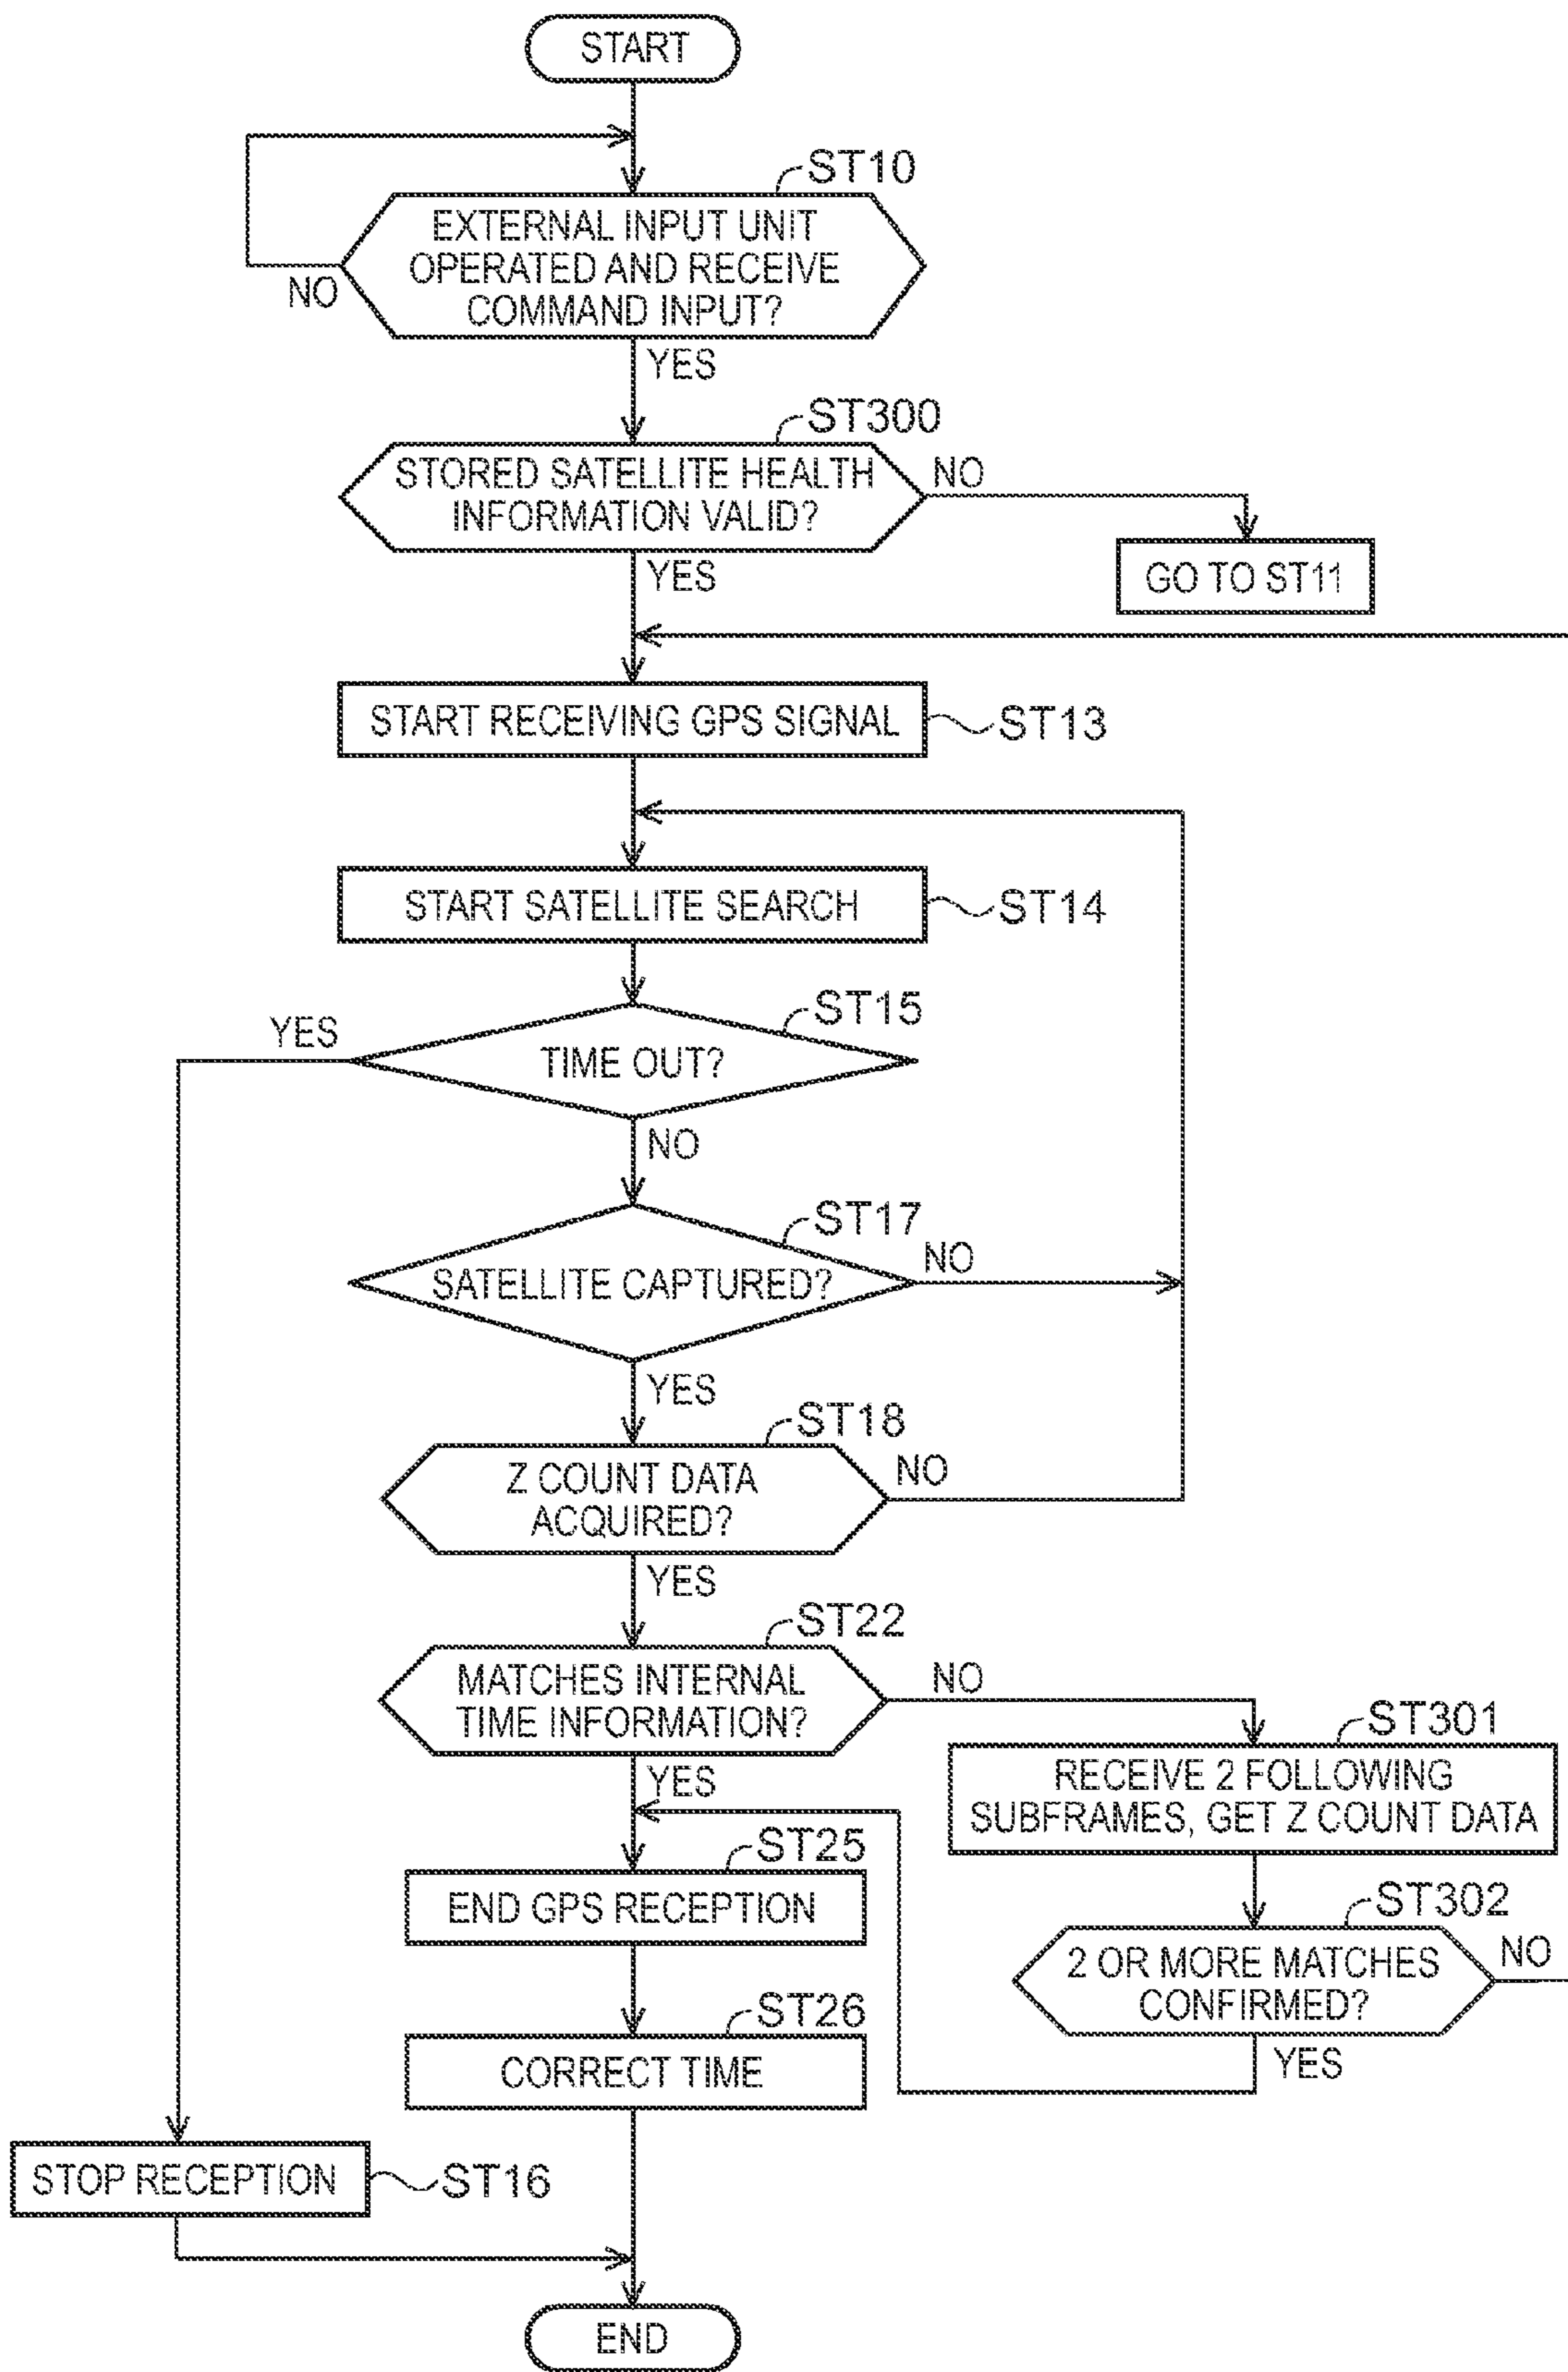 START
ST10
EXTERNAL INPUT UNIT
OPERATED AND RECEIVE
COMMAND INPUT?
NO
YES
ST300
STORED SATELLITE HEALTH
INFORMATION VALID?
NO
GO TO ST11
YES
START RECEIVING GPS SIGNAL
ST13
START SATELLITE SEARCH
ST14
ST15
YES
TIME OUT?
NO
ST17
SATELLITE CAPTURED?
NO
YES
ST18
Z COUNT DATA
ACQUIRED?
NO
YES
ST22
MATCHES INTERNAL
TIME INFORMATION?
NO
YES
ST301
RECEIVE 2 FOLLOWING
SUBFRAMES, GET Z COUNT DATA
ST25
END GPS RECEPTION
ST302
2 OR MORE MATCHES
CONFIRMED?
NO
YES
ST26
CORRECT TIME
STOP RECEPTION
ST16
END